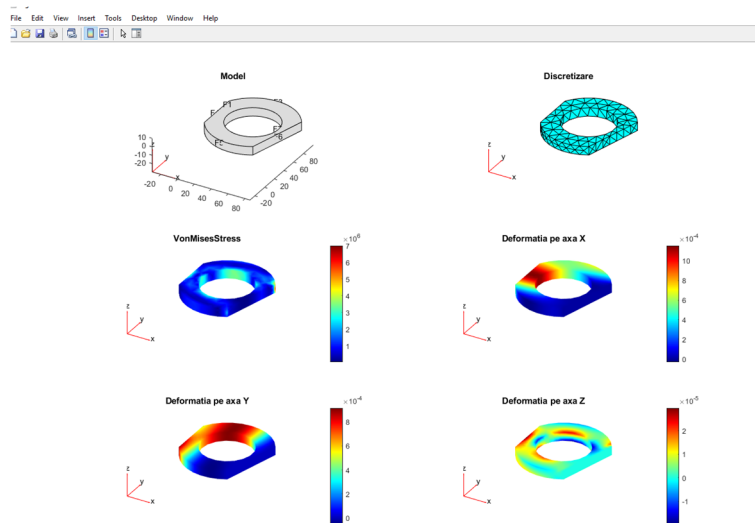 File Edit View Insert Tools Desktop Window Help
Model
F1
10
0
-10
-20
z
y
x
-20 0 20 40 60 80
-20 0 20 40 60 80
Discretizare
z
y
x
VonMisesStress
×10⁶
7
6
5
4
3
2
1
z
y
x
Deformatia pe axa X
×10⁻⁴
10
8
6
4
2
0
z
y
x
Deformatia pe axa Y
×10⁻⁴
8
6
4
2
0
z
y
x
Deformatia pe axa Z
×10⁻⁵
2
1
0
-1
z
y
x